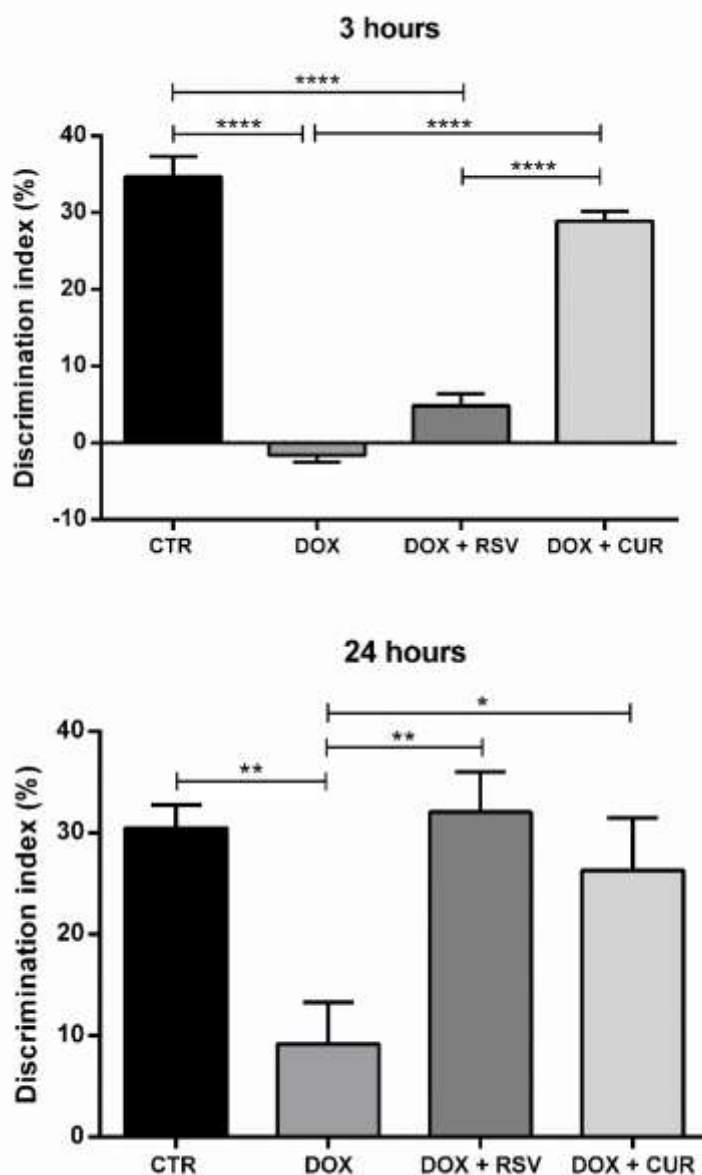 3 hours
****
**** ****
****
40
30
20
10
0
-10
Discrimination index (%)
CTR DOX DOX + RSV DOX + CUR
24 hours
*
** **
40
30
20
10
0
Discrimination index (%)
CTR DOX DOX + RSV DOX + CUR